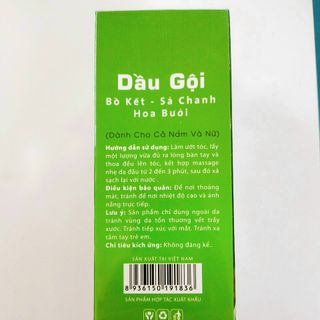 Dầu Gội
Bồ Kết - Sả Chanh
Hoa Bưởi
(Dành Cho Cả Nam Và Nữ)
Hướng dẫn sử dụng: Làm ướt tóc, lấy
một lượng vừa đủ ra lòng bàn tay và
thoa đều lên tóc, kết hợp massage
nhẹ da đầu từ 2 đến 3 phút, sau đó xả
sạch lại với nước.
Điều kiện bảo quản: Để nơi thoáng
mát, tránh để nơi nhiệt độ cao và ánh
nắng trực tiếp.
Lưu ý: Sản phẩm chỉ dùng ngoài da
tránh vùng da tổn thương vết trầy
xước. Tránh tiếp xúc với mắt. Tránh xa
tầm tay trẻ em.
Chỉ tiêu kích ứng: Không đáng kể.
SẢN XUẤT TẠI VIỆT NAM
8 936150 191836
SẢN PHẨM HỢP TÁC XUẤT KHẨU